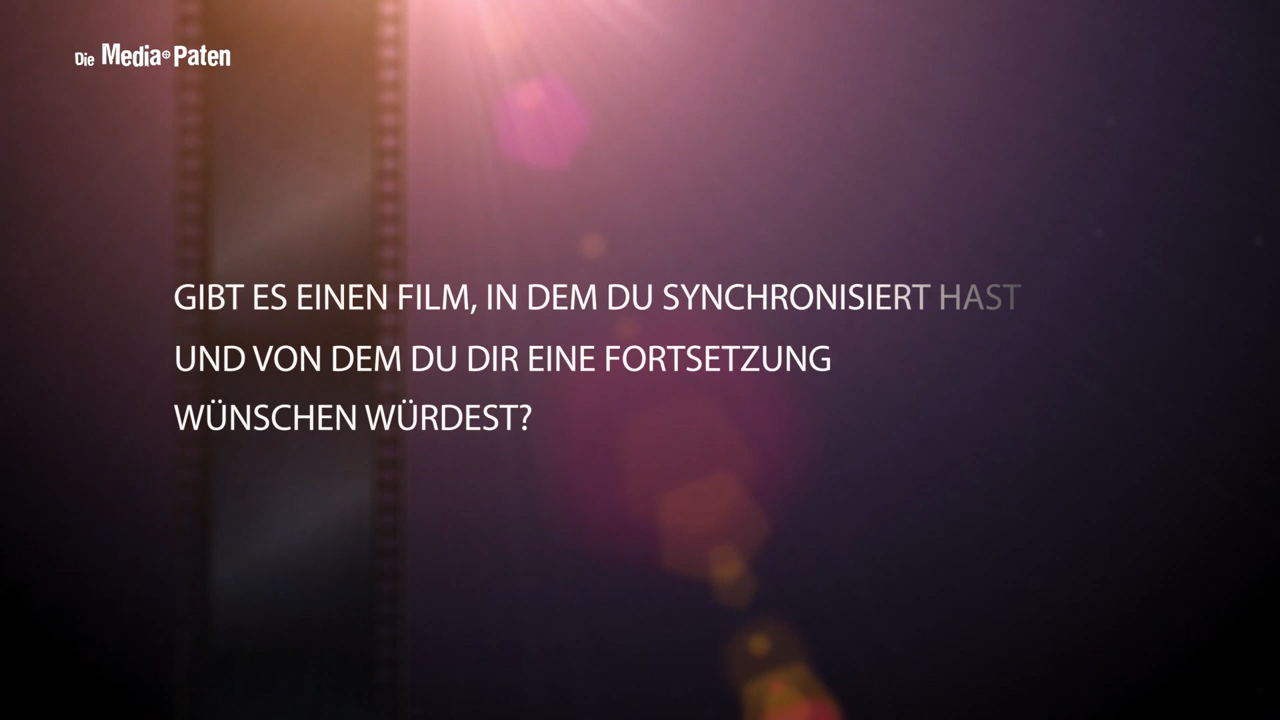 Die Media Paten
GIBT ES EINEN FILM, IN DEM DU SYNCHRONISIERT HAST
UND VON DEM DU DIR EINE FORTSETZUNG
WÜNSCHEN WÜRDEST?